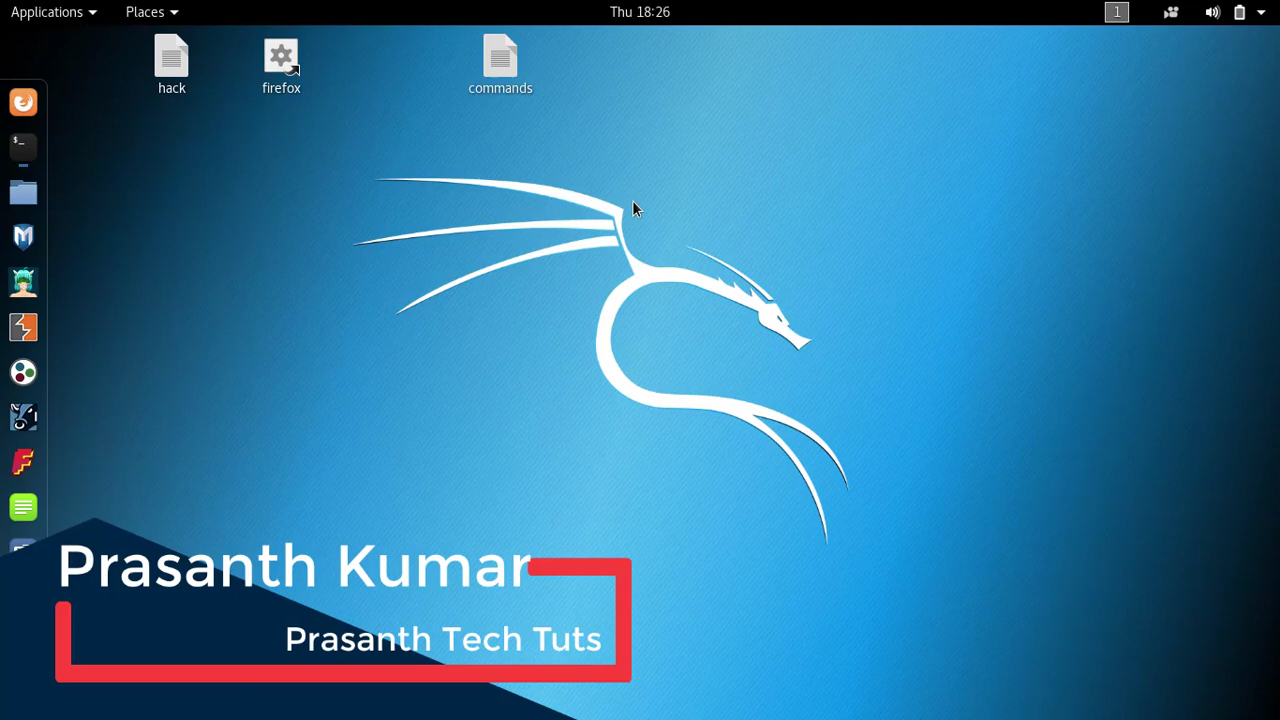 Applications Places Thu 18:26 1
hack firefox commands
$_
Prasanth Kumar
Prasanth Tech Tuts